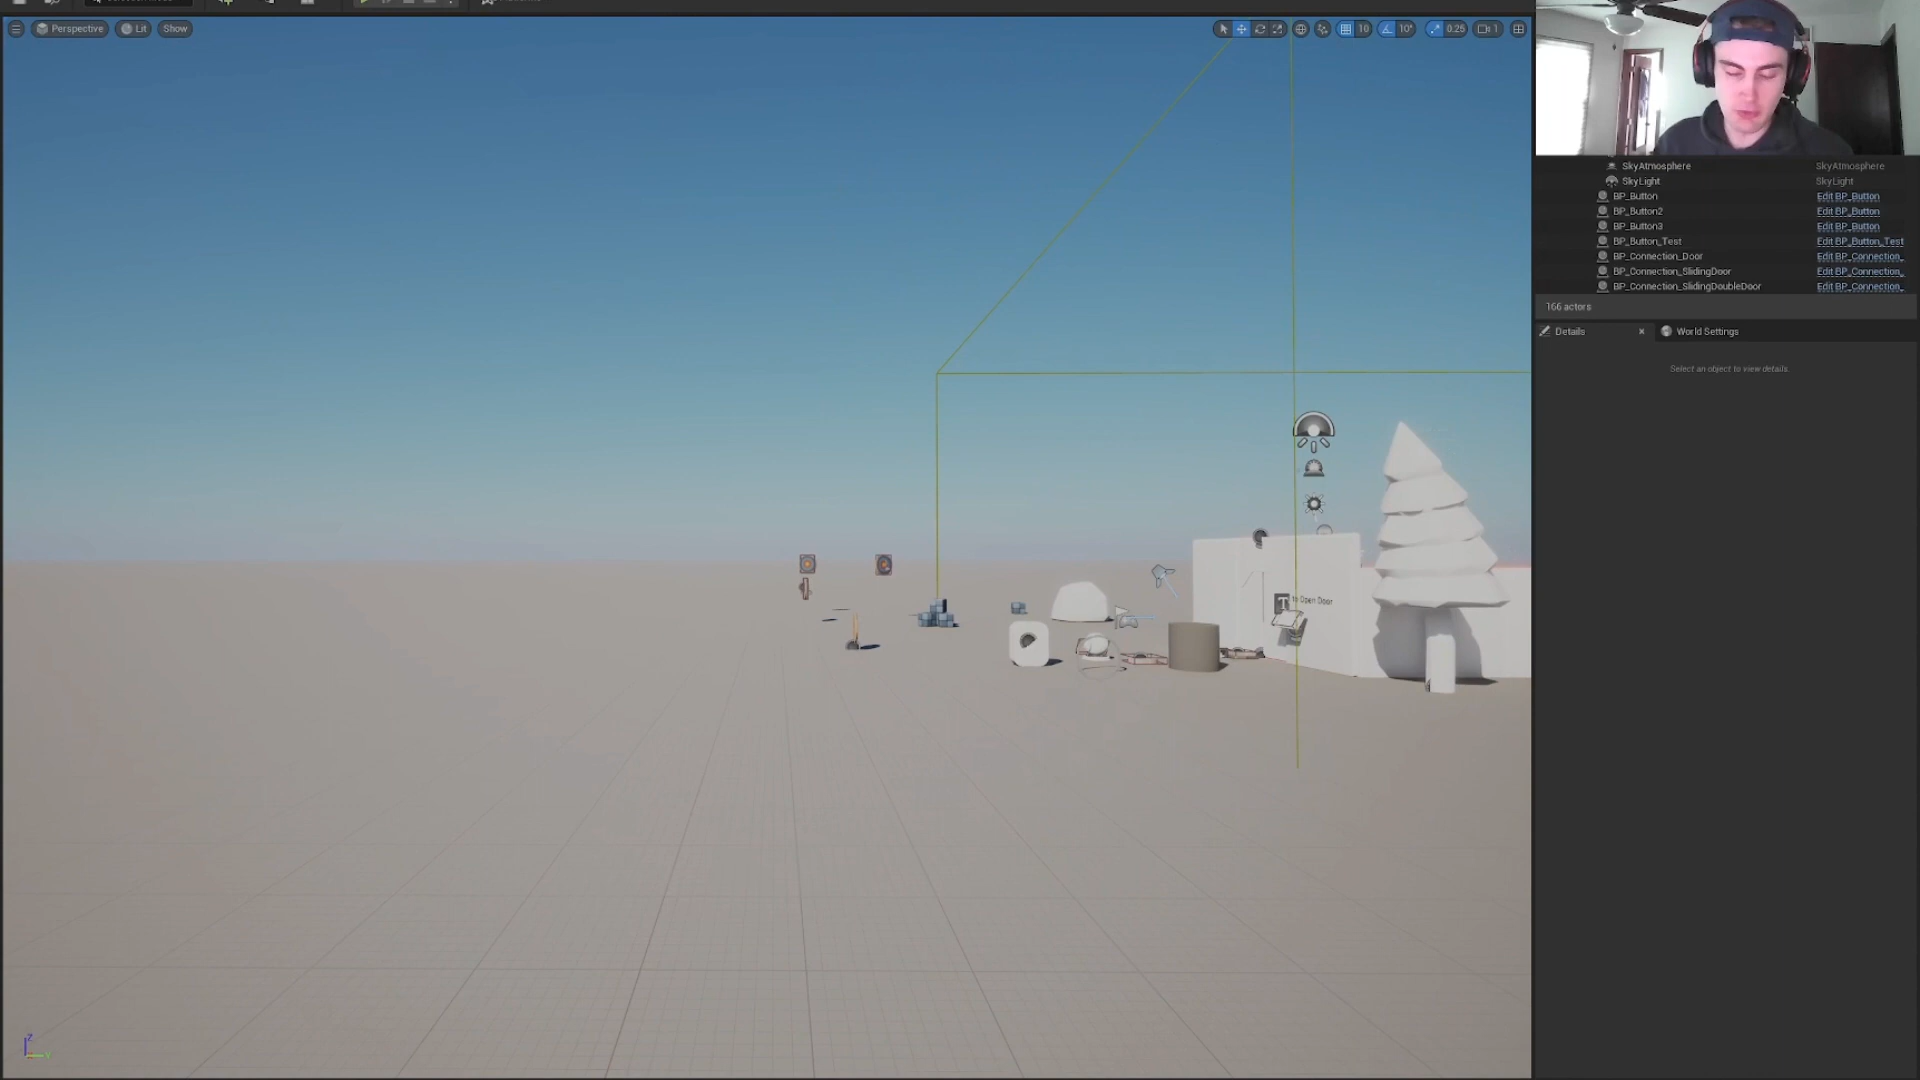 Perspective
Lit
Show
10
10°
0.25
1
SkyAtmosphere SkyAtmosphere
SkyLight SkyLight
BP_Button Edit BP_Button
BP_Button2 Edit BP_Button
BP_Button3 Edit BP_Button
BP_Button_Test Edit BP_Button_Test
BP_Connection_Door Edit BP_Connection_
BP_Connection_SlidingDoor Edit BP_Connection_
BP_Connection_SlidingDoubleDoor Edit BP_Connection_
166 actors
Details World Settings
Select an object to view details.
T to Open Door
Z
Y